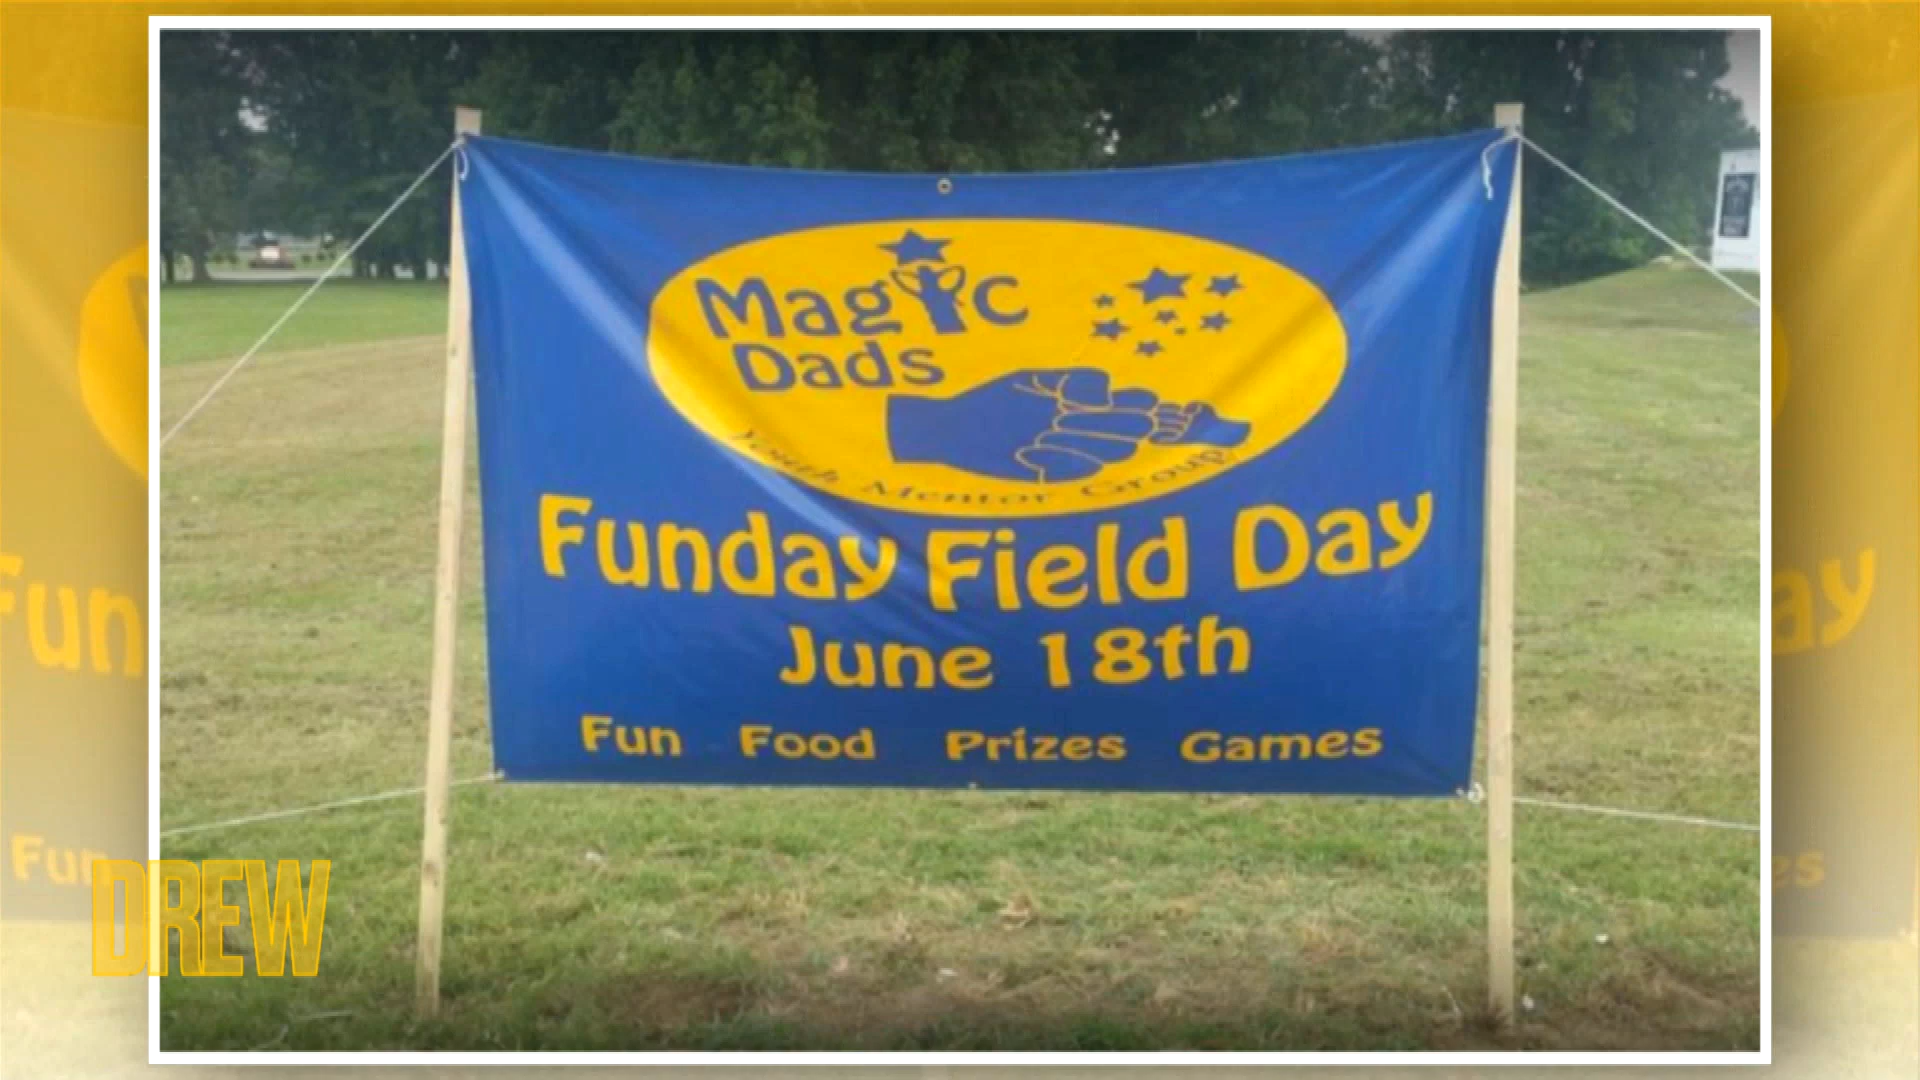 Magic
Dads
Youth Mentor Group
Funday Field Day
June 18th
Fun Food Prizes Games
DREW